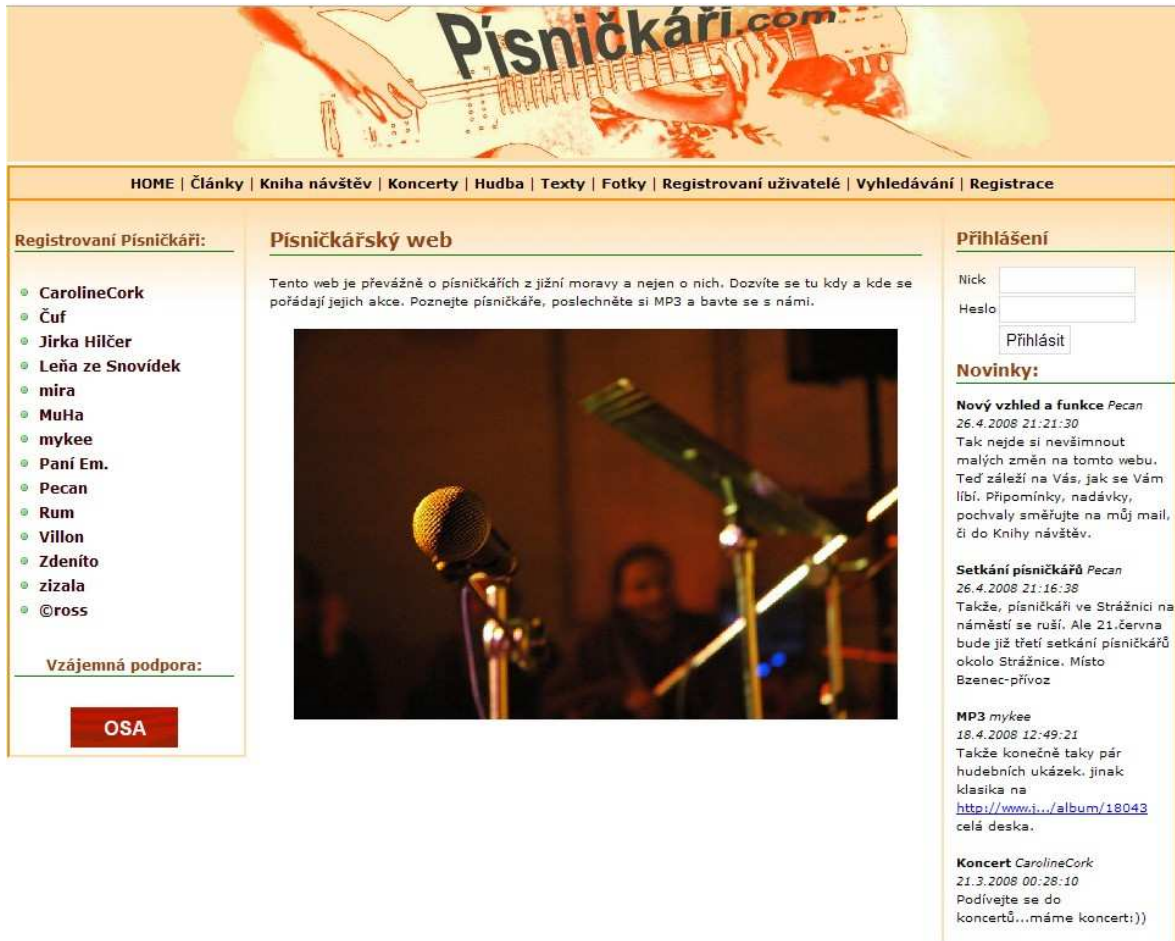 Písničkáři.com
HOME | Články | Kniha návštěv | Koncerty | Hudba | Texty | Fotky | Registrovaní uživatelé | Vyhledávání | Registrace
Registrovaní Písničkáři:
CarolineCork
Čuf
Jirka Hilčer
Leňa ze Snovídek
mira
MuHa
mykee
Paní Em.
Pecan
Rum
Villon
Zdeníto
zizala
©ross
Vzájemná podpora:
OSA
Písničkářský web
Tento web je převážně o písničkářích z jižní moravy a nejen o nich. Dozvíte se tu kdy a kde se
pořádají jejich akce. Poznejte písničkáře, poslechněte si MP3 a bavte se s námi.
Přihlášení
Nick
Heslo
Přihlásit
Novinky:
Nový vzhled a funkce Pecan
26.4.2008 21:21:30
Tak nejde si nevšimnout
malých změn na tomto webu.
Teď záleží na Vás, jak se Vám
líbí. Připomínky, nadávky,
pochvaly směřujte na můj mail,
či do Knihy návštěv.
Setkání písničkářů Pecan
26.4.2008 21:16:38
Takže, písničkáři ve Strážnici na
náměstí se ruší. Ale 21.června
bude již třetí setkání písničkářů
okolo Strážnice. Místo
Bzenec-přívoz
MP3 mykee
18.4.2008 12:49:21
Takže konečně taky pár
hudebních ukázek. jinak
klasika na
http://www.j.../album/18043
celá deska.
Koncert CarolineCork
21.3.2008 00:28:10
Podívejte se do
koncertů...máme koncert:))